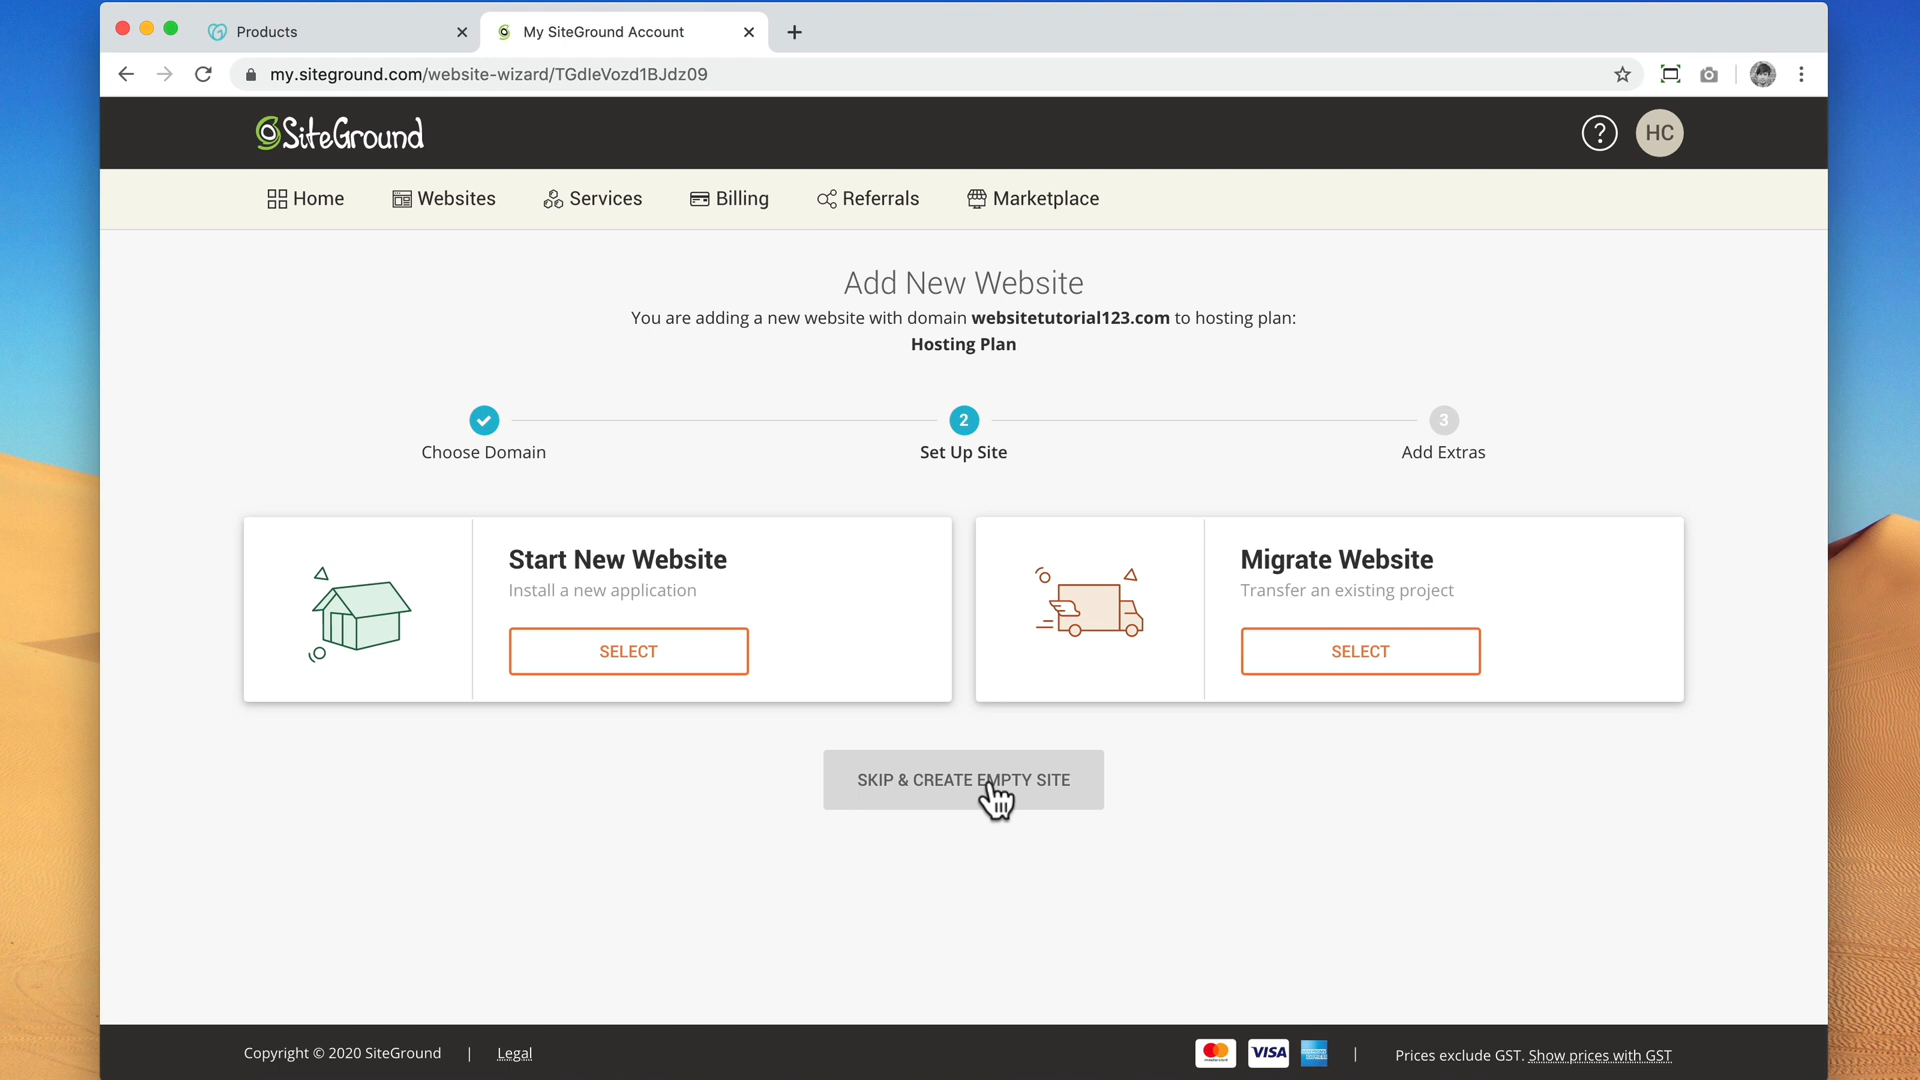 Products
My SiteGround Account
my.siteground.com/website-wizard/TGdIeVozd1BJdz09
SiteGround
?
HC
Home
Websites
Services
Billing
Referrals
Marketplace
Add New Website
You are adding a new website with domain websitetutorial123.com to hosting plan:
Hosting Plan
2
3
Choose Domain
Set Up Site
Add Extras
Start New Website
Install a new application
SELECT
Migrate Website
Transfer an existing project
SELECT
SKIP & CREATE EMPTY SITE
Copyright © 2020 SiteGround | Legal
VISA
| Prices exclude GST. Show prices with GST